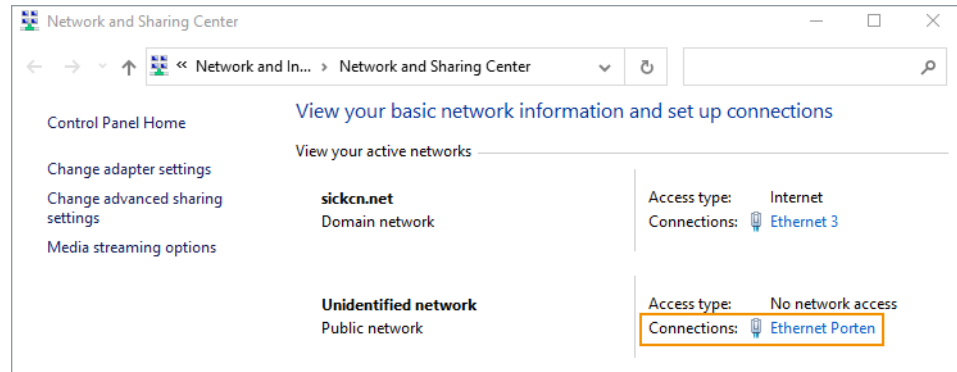 Network and Sharing Center
« Network and In... › Network and Sharing Center
Control Panel Home
Change adapter settings
Change advanced sharing
settings
Media streaming options
View your basic network information and set up connections
View your active networks
sickcn.net
Domain network
Access type: Internet
Connections: Ethernet 3
Unidentified network
Public network
Access type: No network access
Connections: Ethernet Porten